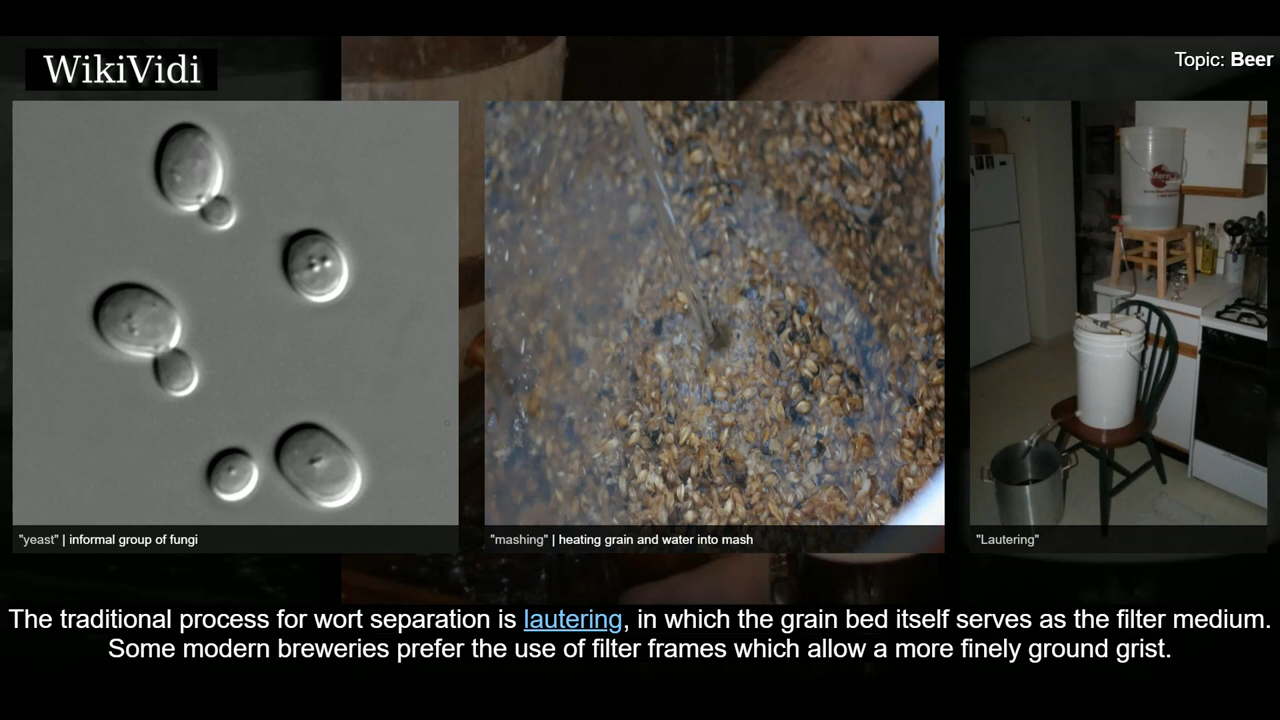 WikiVidi
Topic: Beer
"yeast" | informal group of fungi
"mashing" | heating grain and water into mash
"Lautering"
The traditional process for wort separation is lautering, in which the grain bed itself serves as the filter medium.
Some modern breweries prefer the use of filter frames which allow a more finely ground grist.